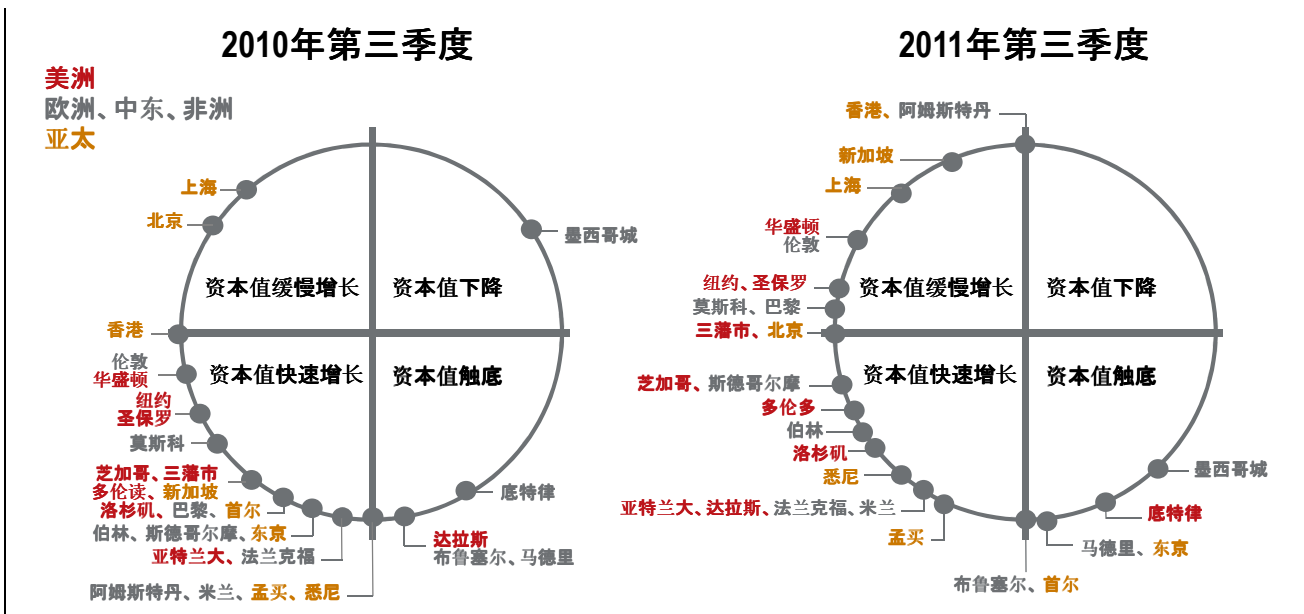 2010年第三季度
美洲
欧洲、中东、非洲
亚太
上海
北京
墨西哥城
资本值缓慢增长
资本值下降
香港
伦敦
华盛顿
资本值快速增长
资本值触底
纽约
圣保罗
莫斯科
芝加哥、三藩市
多伦读、新加坡
洛杉矶、巴黎、首尔
伯林、斯德哥尔摩、东京
亚特兰大、法兰克福
阿姆斯特丹、米兰、孟买、悉尼
底特律
达拉斯
布鲁塞尔、马德里
2011年第三季度
香港、阿姆斯特丹
新加坡
上海
华盛顿
伦敦
纽约、圣保罗
莫斯科、巴黎
三藩市、北京
资本值缓慢增长
资本值下降
资本值快速增长
资本值触底
芝加哥、斯德哥尔摩
多伦多
伯林
洛杉矶
悉尼
亚特兰大、达拉斯、法兰克福、米兰
孟买
墨西哥城
底特律
马德里、东京
布鲁塞尔、首尔